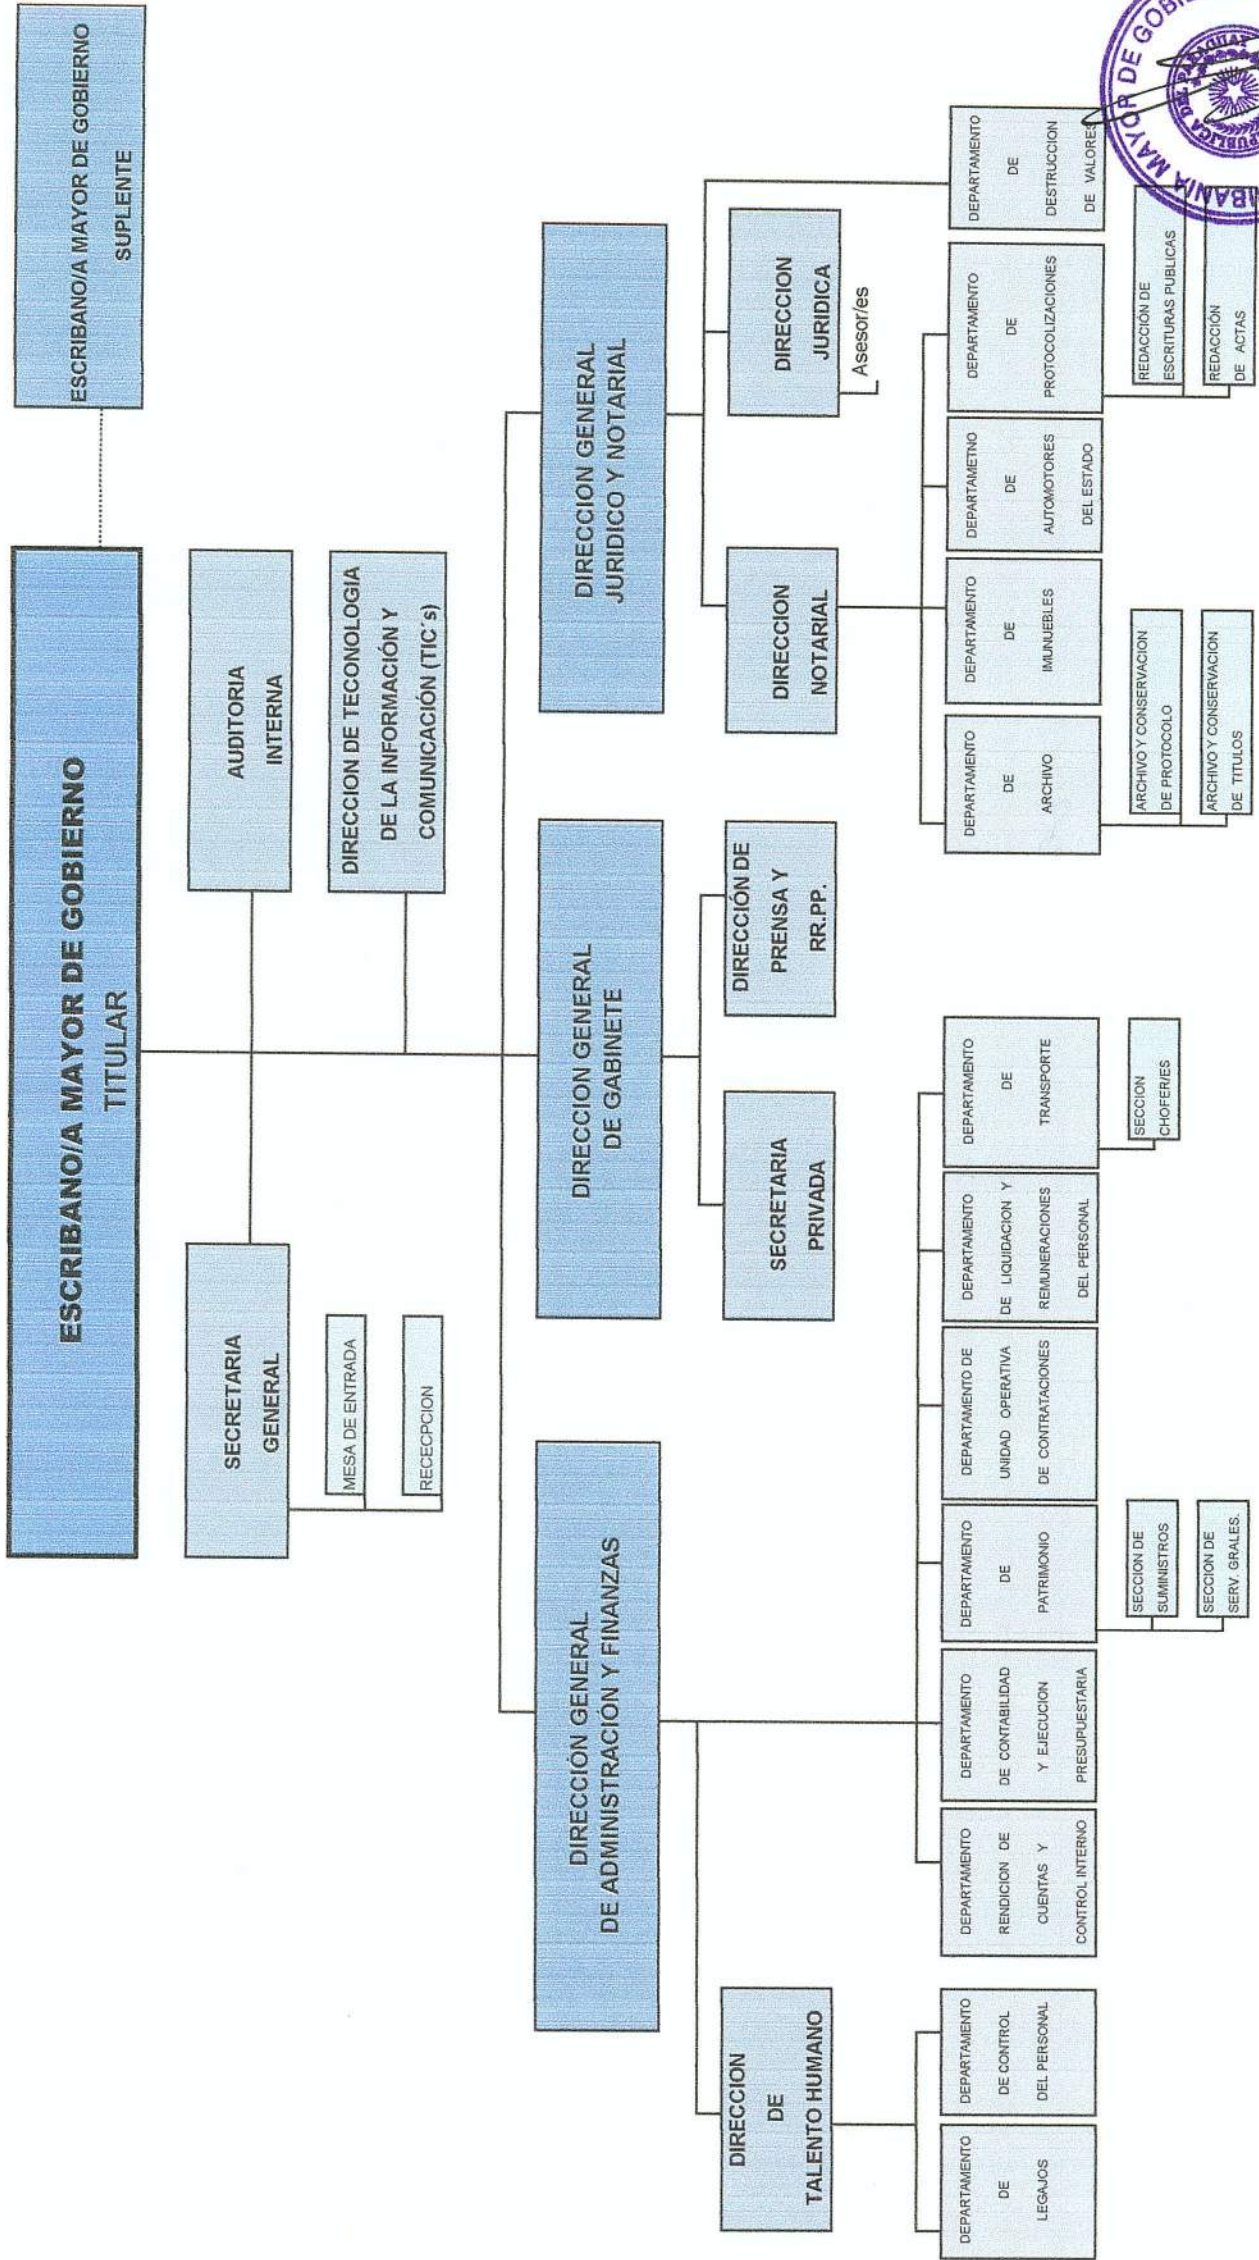 ESCRIBANO/A MAYOR DE GOBIERNO
TITULAR
ESCRIBANO/A MAYOR DE GOBIERNO
SUPLENTE
SECRETARIA
GENERAL
MESA DE ENTRADA
RECECPCION
AUDITORIA
INTERNA
DIRECCION DE TECONOLOGIA
DE LA INFORMACIÓN Y
COMUNICACIÓN (TIC´s)
DIRECCIÓN GENERAL
DE ADMINISTRACIÓN Y FINANZAS
DIRECCION GENERAL
DE GABINETE
DIRECCION GENERAL
JURIDICO Y NOTARIAL
DIRECCION
DE
TALENTO HUMANO
SECRETARIA
PRIVADA
DIRECCIÓN DE
PRENSA Y
RR.PP.
DIRECCION
NOTARIAL
DIRECCION
JURIDICA
Asesor/es
DEPARTAMENTO
DE
LEGAJOS
DEPARTAMENTO
DE CONTROL
DEL PERSONAL
DEPARTAMENTO
RENDICION DE
CUENTAS Y
CONTROL INTERNO
DEPARTAMENTO
DE CONTABILIDAD
Y EJECUCION
PRESUPUESTARIA
DEPARTAMENTO
DE
PATRIMONIO
SECCION DE
SUMINISTROS
SECCION DE
SERV. GRALES.
DEPARTAMENTO DE
UNIDAD OPERATIVA
DE CONTRATACIONES
DEPARTAMENTO
DE LIQUIDACION Y
REMUNERACIONES
DEL PERSONAL
DEPARTAMENTO
DE
TRANSPORTE
SECCION
CHOFER/ES
DEPARTAMENTO
DE
ARCHIVO
ARCHIVO Y CONSERVACION
DE PROTOCOLO
ARCHIVO Y CONSERVACION
DE TITULOS
DEPARTAMENTO
DE
IMUNUEBLES
DEPARTAMETNO
DE
AUTOMOTORES
DEL ESTADO
DEPARTAMENTO
DE
PROTOCOLIZACIONES
REDACCIÓN DE
ESCRITURAS PUBLICAS
REDACCIÓN
DE ACTAS
DEPARTAMENTO
DE
DESTRUCCION
DE VALORES
MAYOR DE